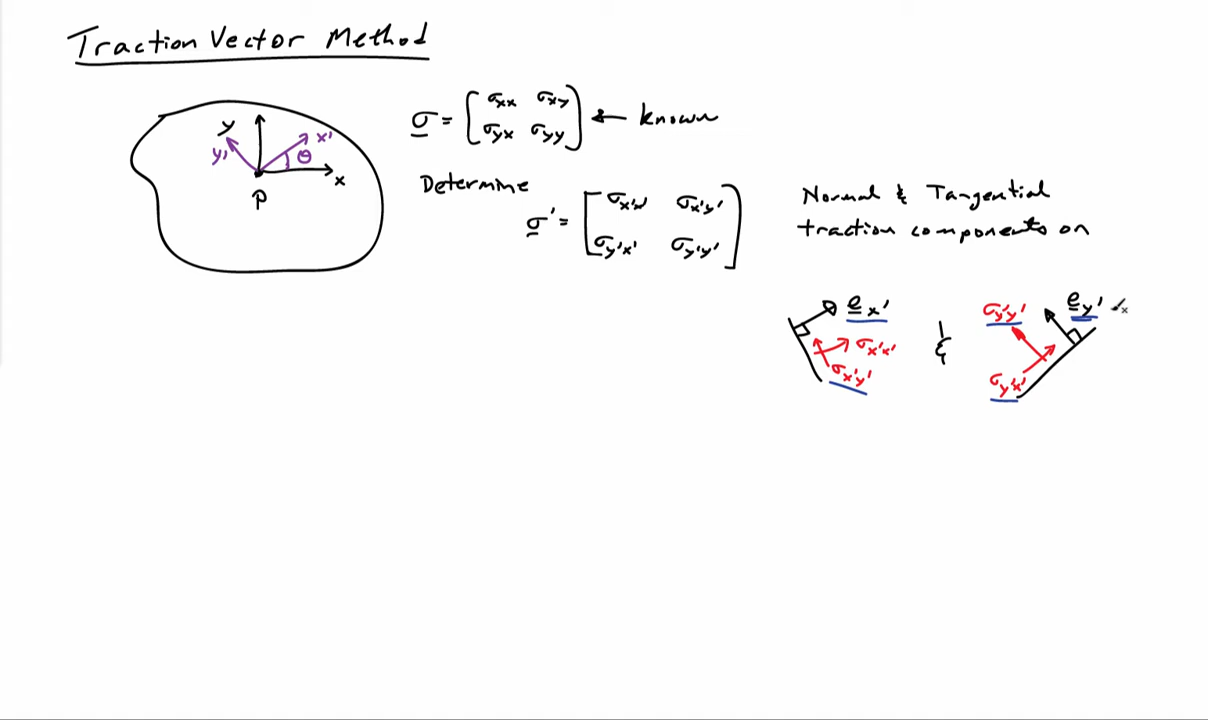 Traction Vector Method
σ = [σxx σxy
σyx σyy] ← known
y
y'
x'
θ
x
P
Determine
σ' = [σx'x' σx'y'
σy'x' σy'y']
Normal & Tangential
traction components on
ex'
σx'x'
σx'y'
&
σy'y'
ey'
σy'x'